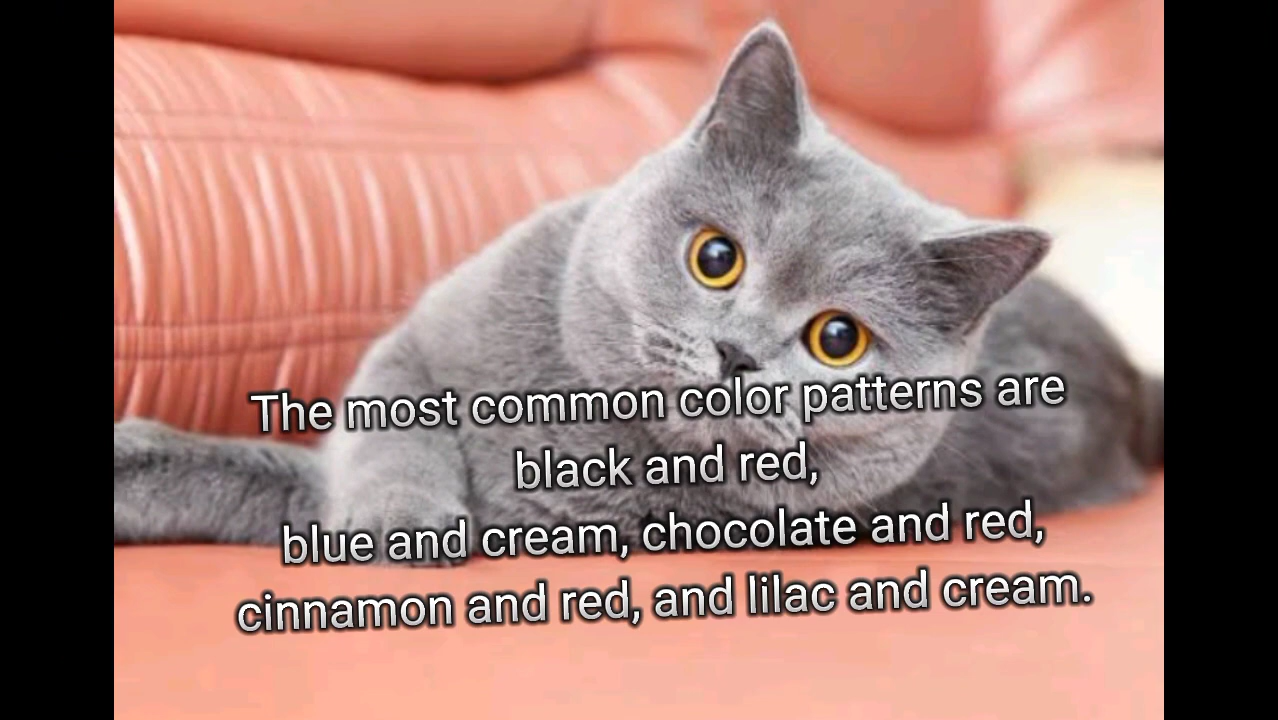 The most common color patterns are
black and red,
blue and cream, chocolate and red,
cinnamon and red, and lilac and cream.